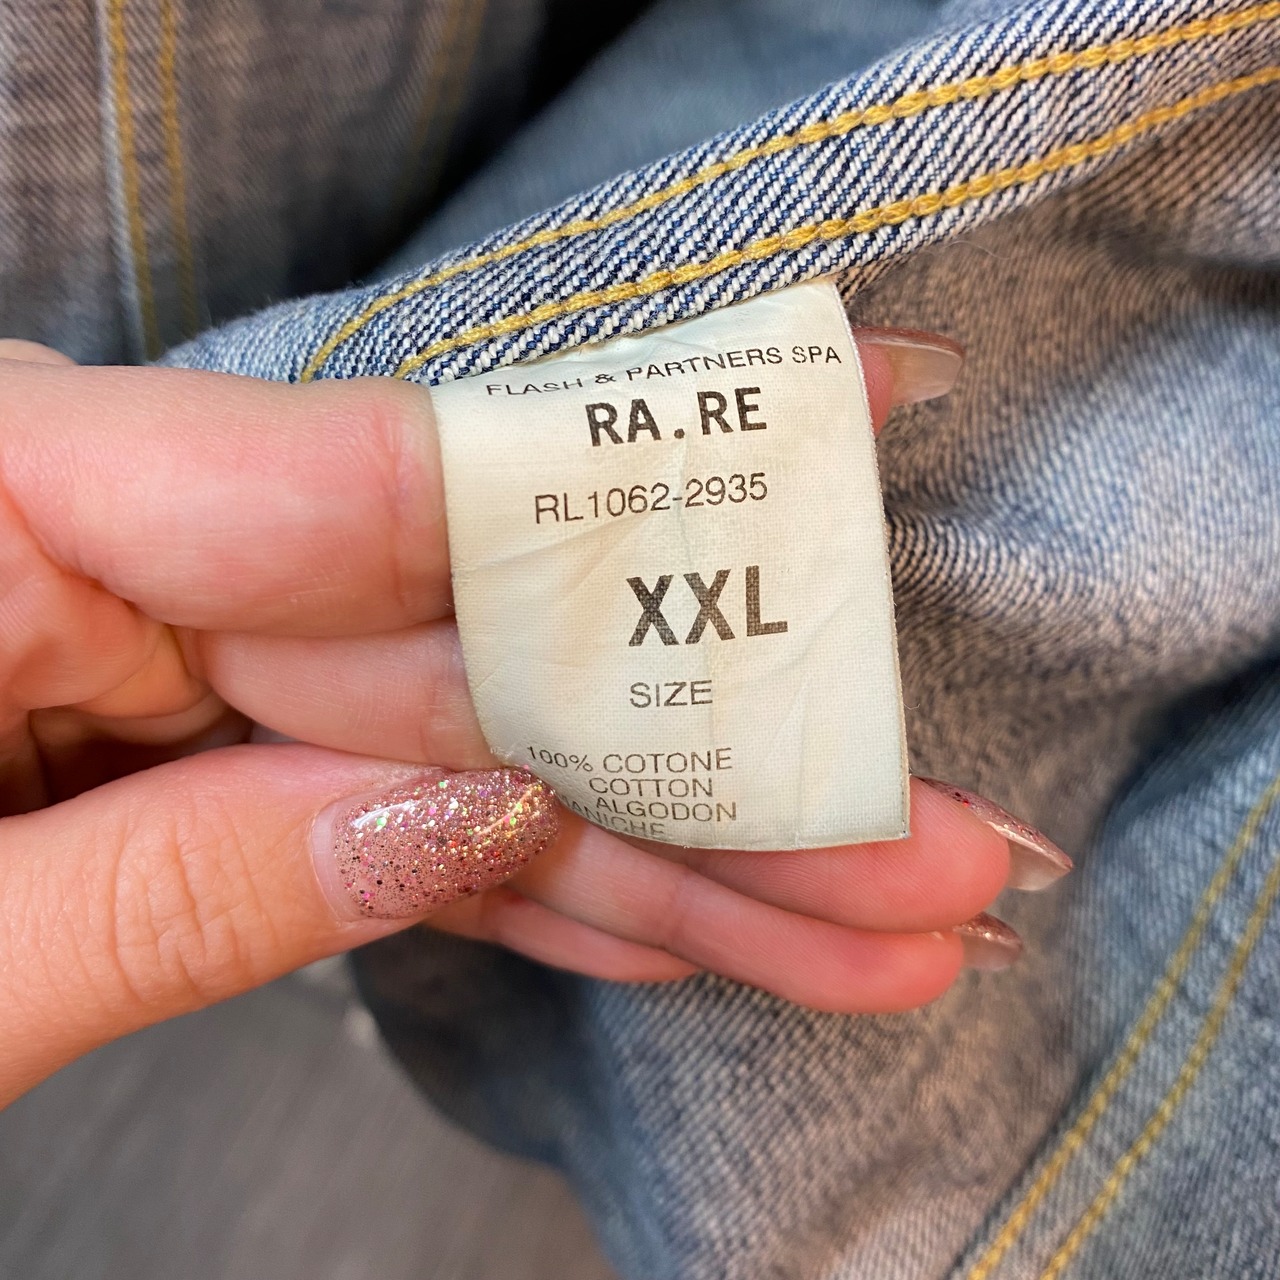 FLASH & PARTNERS SPA
RA.RE
RL1062-2935
XXL
SIZE
100% COTONE
COTTON
ALGODON